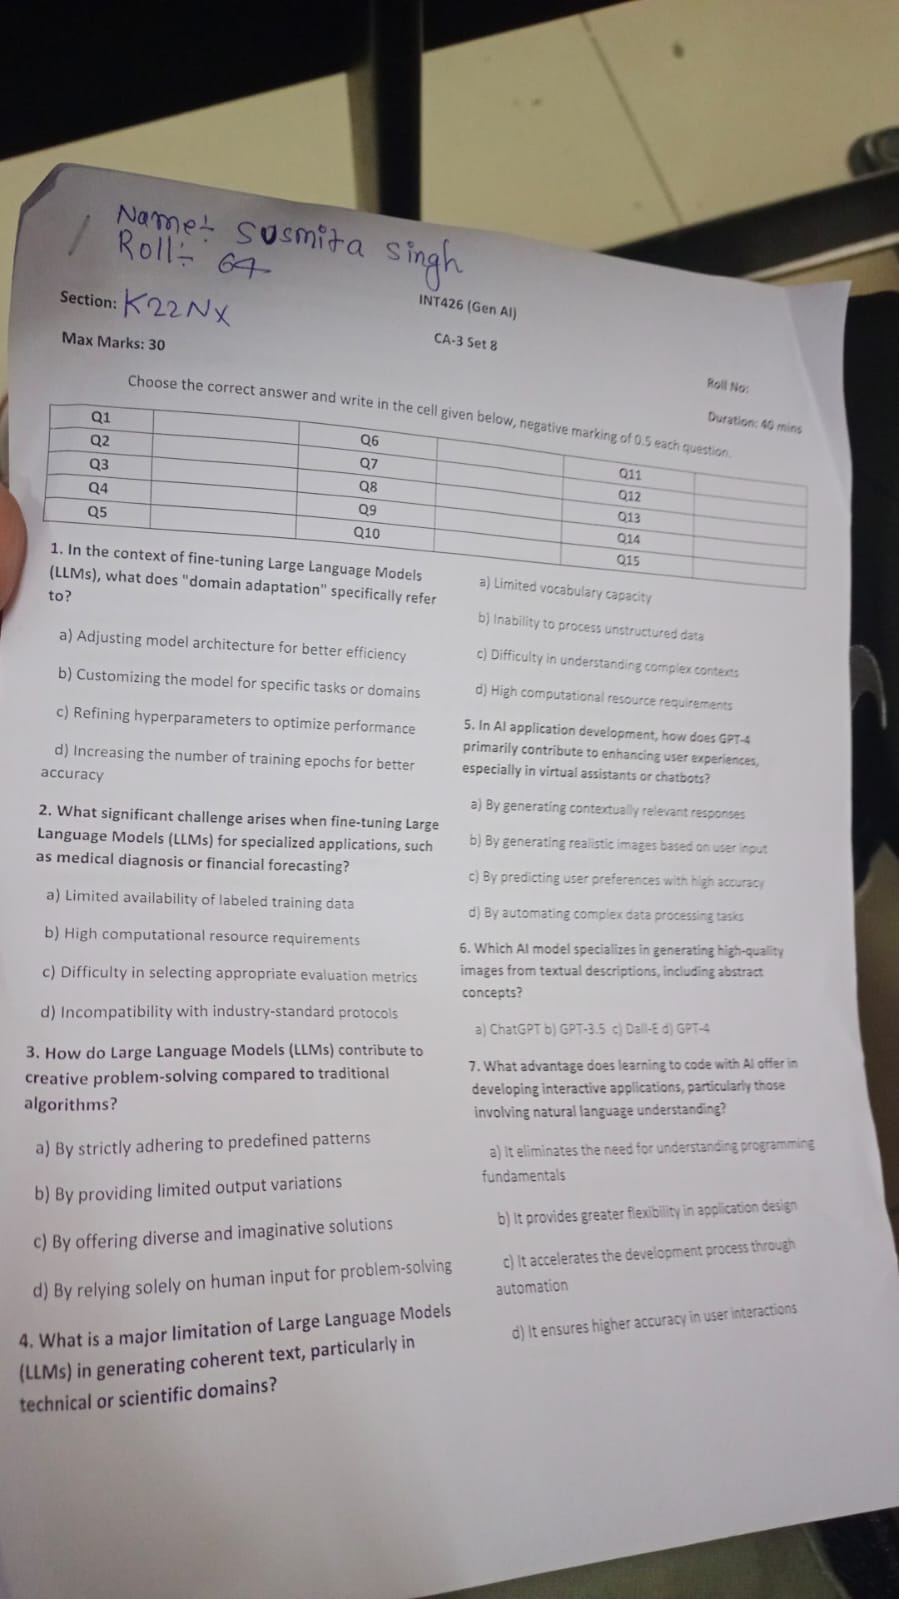 Name:- Susmita Singh
Roll:- 64
Section: K22NX
INT426 (Gen AI)
Max Marks: 30
CA-3 Set 8
Roll No:
Duration: 40 mins
Choose the correct answer and write in the cell given below, negative marking of 0.5 each question.
Q1 Q6 Q11
Q2 Q7 Q12
Q3 Q8 Q13
Q4 Q9 Q14
Q5 Q10 Q15
1. In the context of fine-tuning Large Language Models
(LLMs), what does "domain adaptation" specifically refer
to?
a) Adjusting model architecture for better efficiency
b) Customizing the model for specific tasks or domains
c) Refining hyperparameters to optimize performance
d) Increasing the number of training epochs for better
accuracy
2. What significant challenge arises when fine-tuning Large
Language Models (LLMs) for specialized applications, such
as medical diagnosis or financial forecasting?
a) Limited availability of labeled training data
b) High computational resource requirements
c) Difficulty in selecting appropriate evaluation metrics
d) Incompatibility with industry-standard protocols
3. How do Large Language Models (LLMs) contribute to
creative problem-solving compared to traditional
algorithms?
a) By strictly adhering to predefined patterns
b) By providing limited output variations
c) By offering diverse and imaginative solutions
d) By relying solely on human input for problem-solving
4. What is a major limitation of Large Language Models
(LLMs) in generating coherent text, particularly in
technical or scientific domains?
a) Limited vocabulary capacity
b) Inability to process unstructured data
c) Difficulty in understanding complex contexts
d) High computational resource requirements
5. In AI application development, how does GPT-4
primarily contribute to enhancing user experiences,
especially in virtual assistants or chatbots?
a) By generating contextually relevant responses
b) By generating realistic images based on user input
c) By predicting user preferences with high accuracy
d) By automating complex data processing tasks
6. Which AI model specializes in generating high-quality
images from textual descriptions, including abstract
concepts?
a) ChatGPT b) GPT-3.5 c) Dall-E d) GPT-4
7. What advantage does learning to code with AI offer in
developing interactive applications, particularly those
involving natural language understanding?
a) It eliminates the need for understanding programming
fundamentals
b) It provides greater flexibility in application design
c) It accelerates the development process through
automation
d) It ensures higher accuracy in user interactions